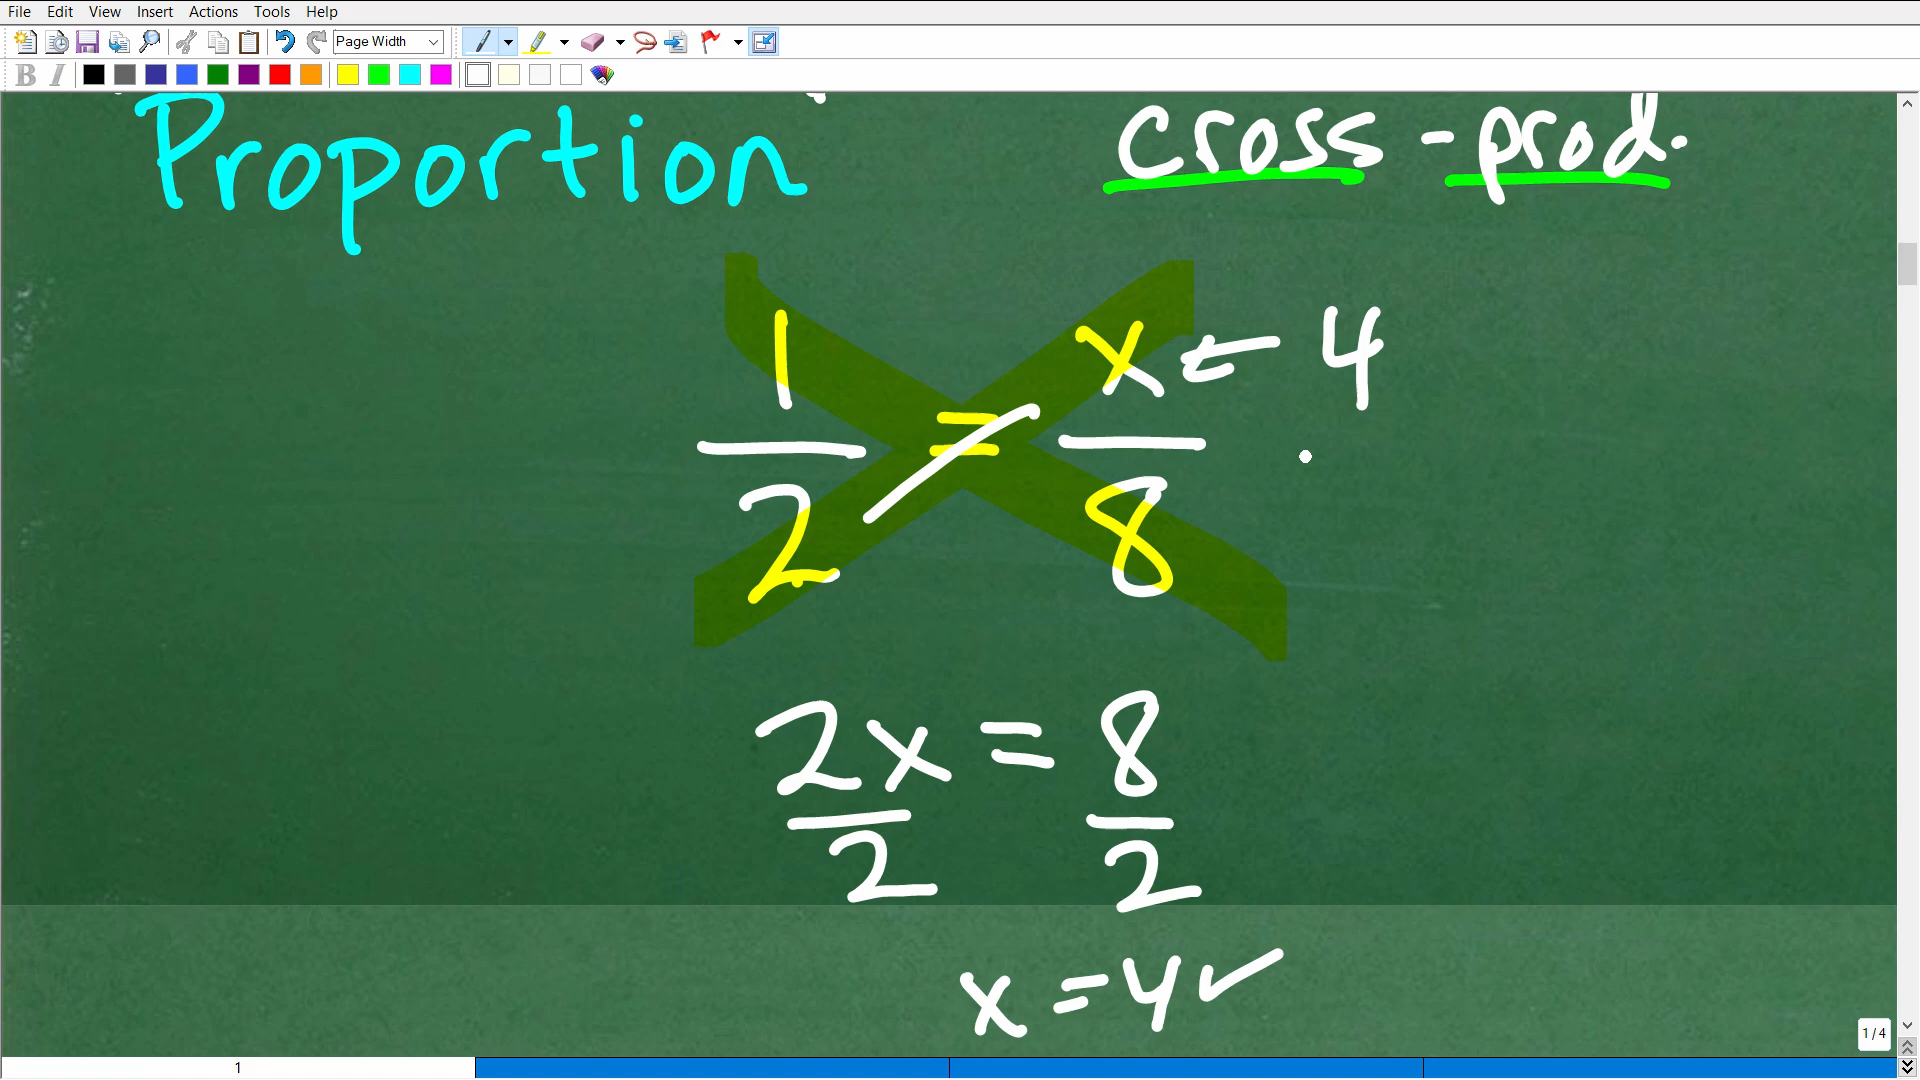 File Edit View Insert Actions Tools Help
Page Width
B I
Proportion
cross-prod.
1/2 = x/8 ← 4
2x = 8
2 2
x = 4 ✓
1 / 4
1